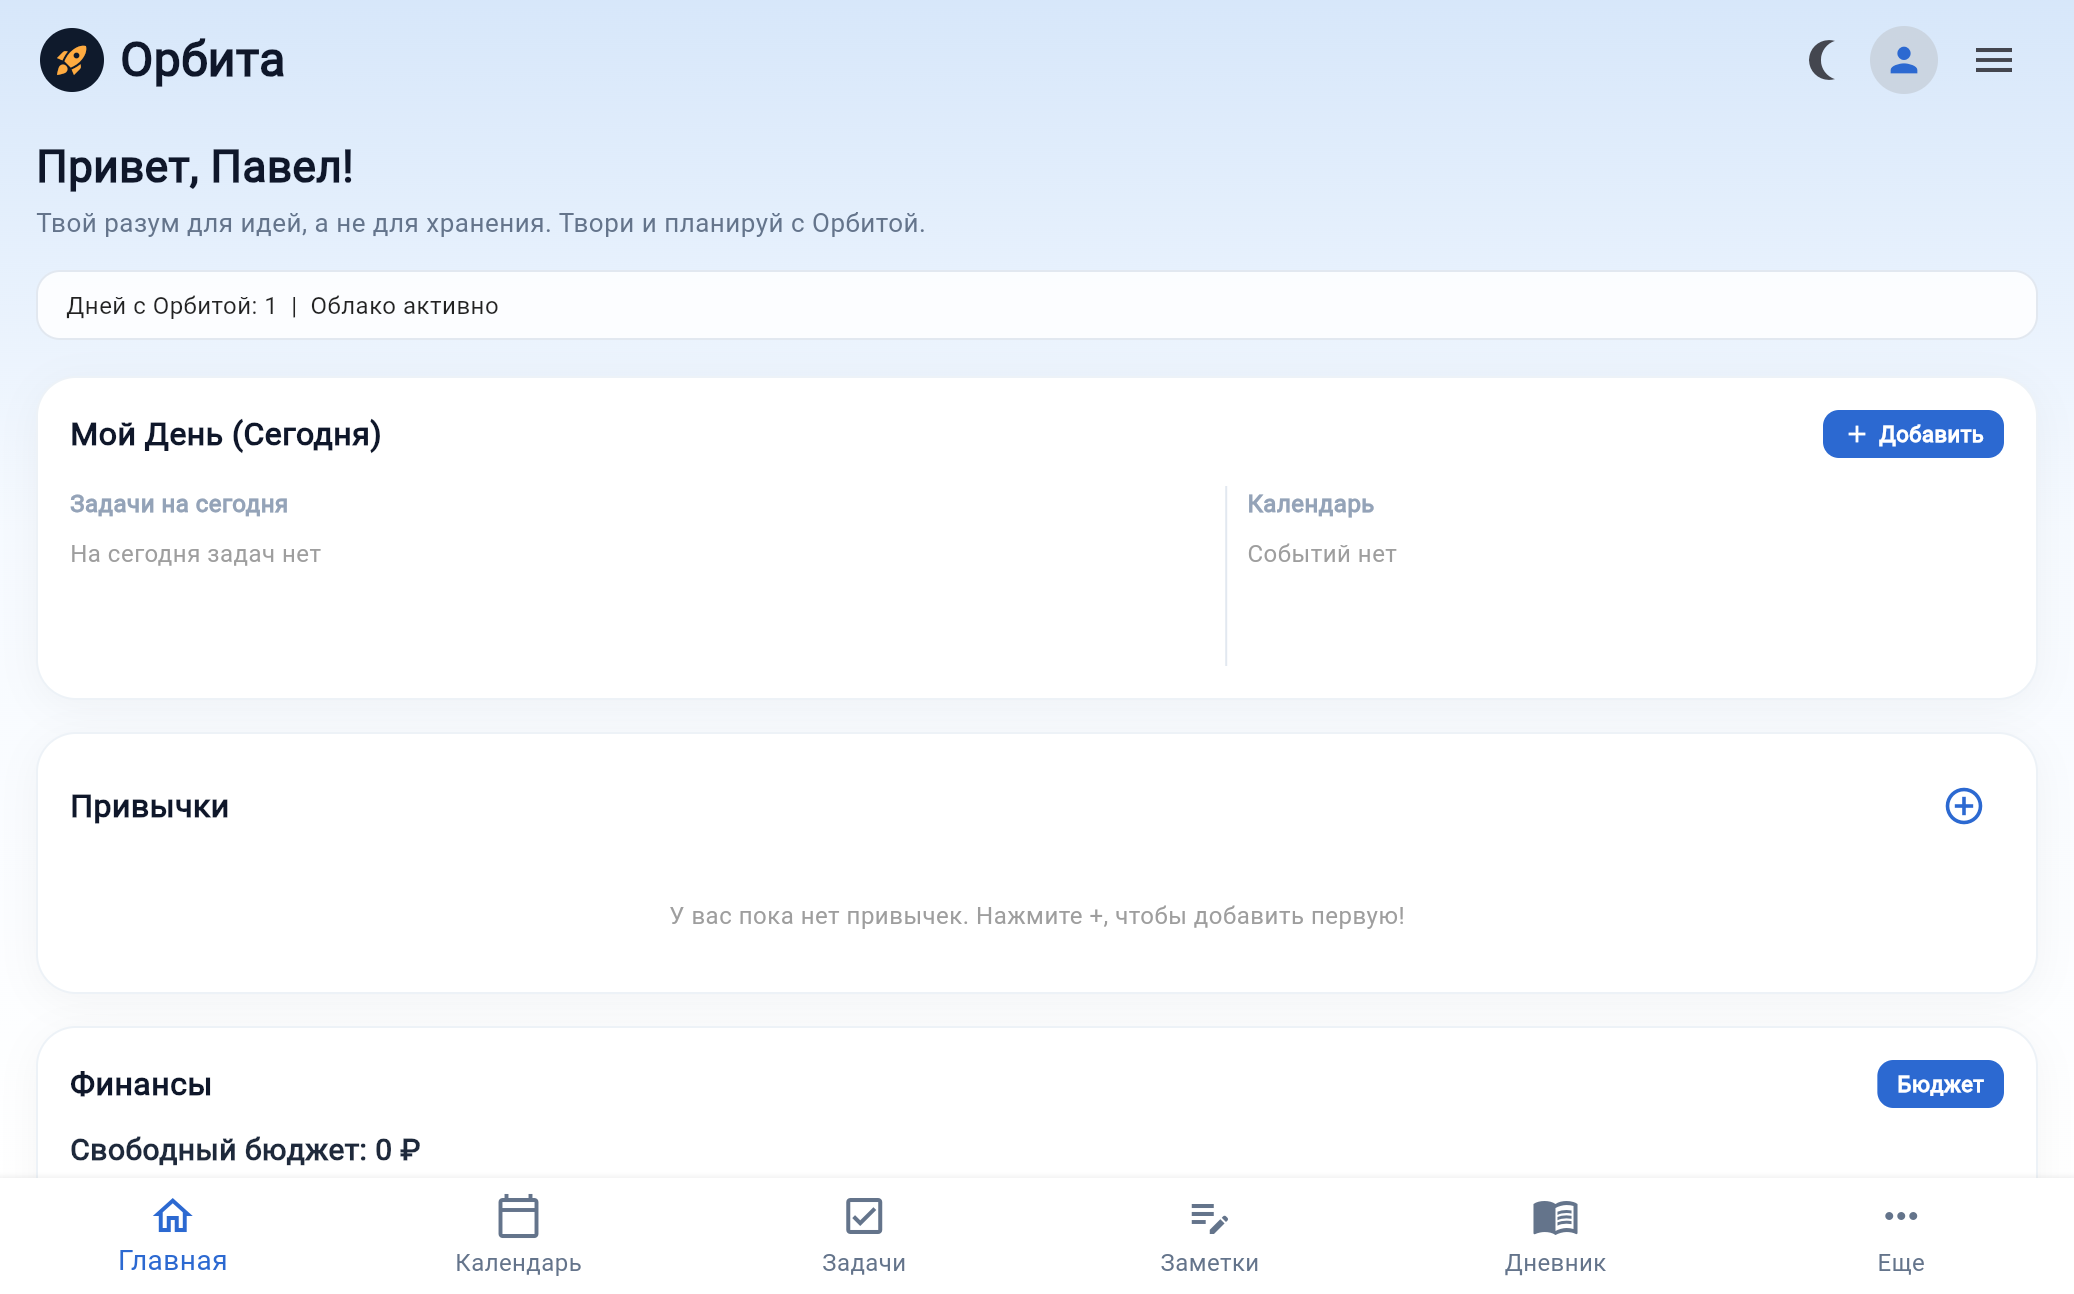 Орбита
Привет, Павел!
Твой разум для идей, а не для хранения. Твори и планируй с Орбитой.
Дней с Орбитой: 1 | Облако активно
Мой День (Сегодня)
+ Добавить
Задачи на сегодня
Календарь
На сегодня задач нет
Событий нет
Привычки
У вас пока нет привычек. Нажмите +, чтобы добавить первую!
Финансы
Бюджет
Свободный бюджет: 0 ₽
Главная
Календарь
Задачи
Заметки
Дневник
Еще